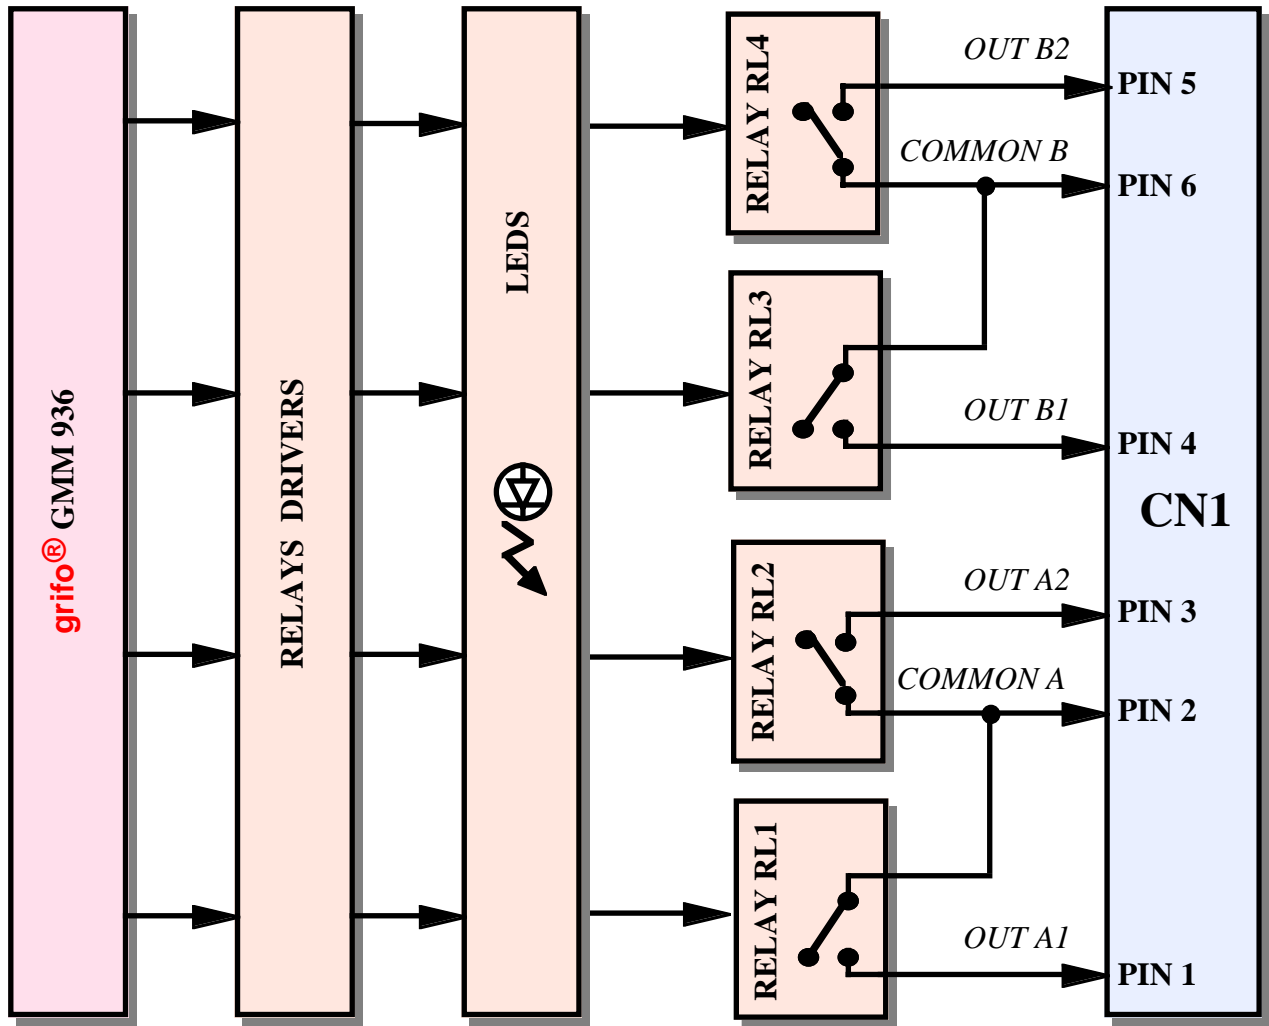 grifo® GMM 936
RELAYS DRIVERS
LEDS
RELAY RL4
OUT B2
PIN 5
COMMON B
PIN 6
RELAY RL3
OUT B1
PIN 4
CN1
RELAY RL2
OUT A2
PIN 3
COMMON A
PIN 2
RELAY RL1
OUT A1
PIN 1